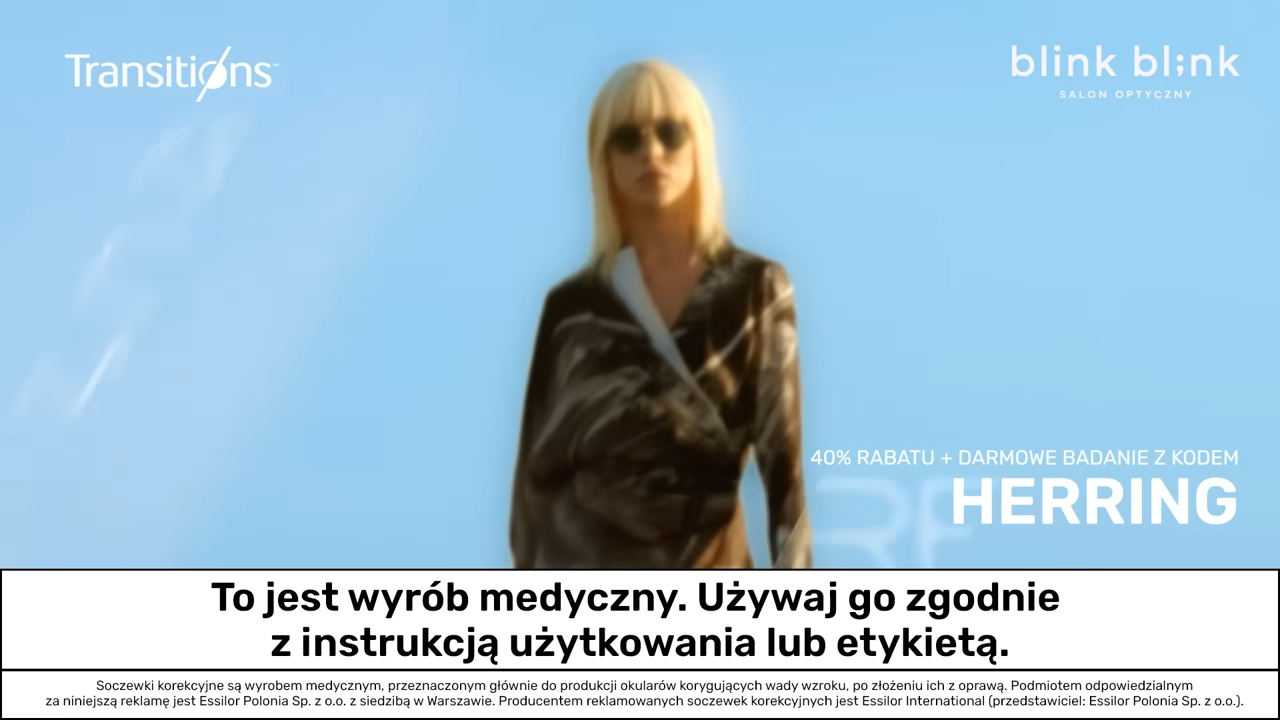 Transitions™
blink bl;nk
SALON OPTYCZNY
40% RABATU + DARMOWE BADANIE Z KODEM
HERRING
To jest wyrób medyczny. Używaj go zgodnie
z instrukcją użytkowania lub etykietą.
Soczewki korekcyjne są wyrobem medycznym, przeznaczonym głównie do produkcji okularów korygujących wady wzroku, po złożeniu ich z oprawą. Podmiotem odpowiedzialnym
za niniejszą reklamę jest Essilor Polonia Sp. z o.o. z siedzibą w Warszawie. Producentem reklamowanych soczewek korekcyjnych jest Essilor International (przedstawiciel: Essilor Polonia Sp. z o.o.).